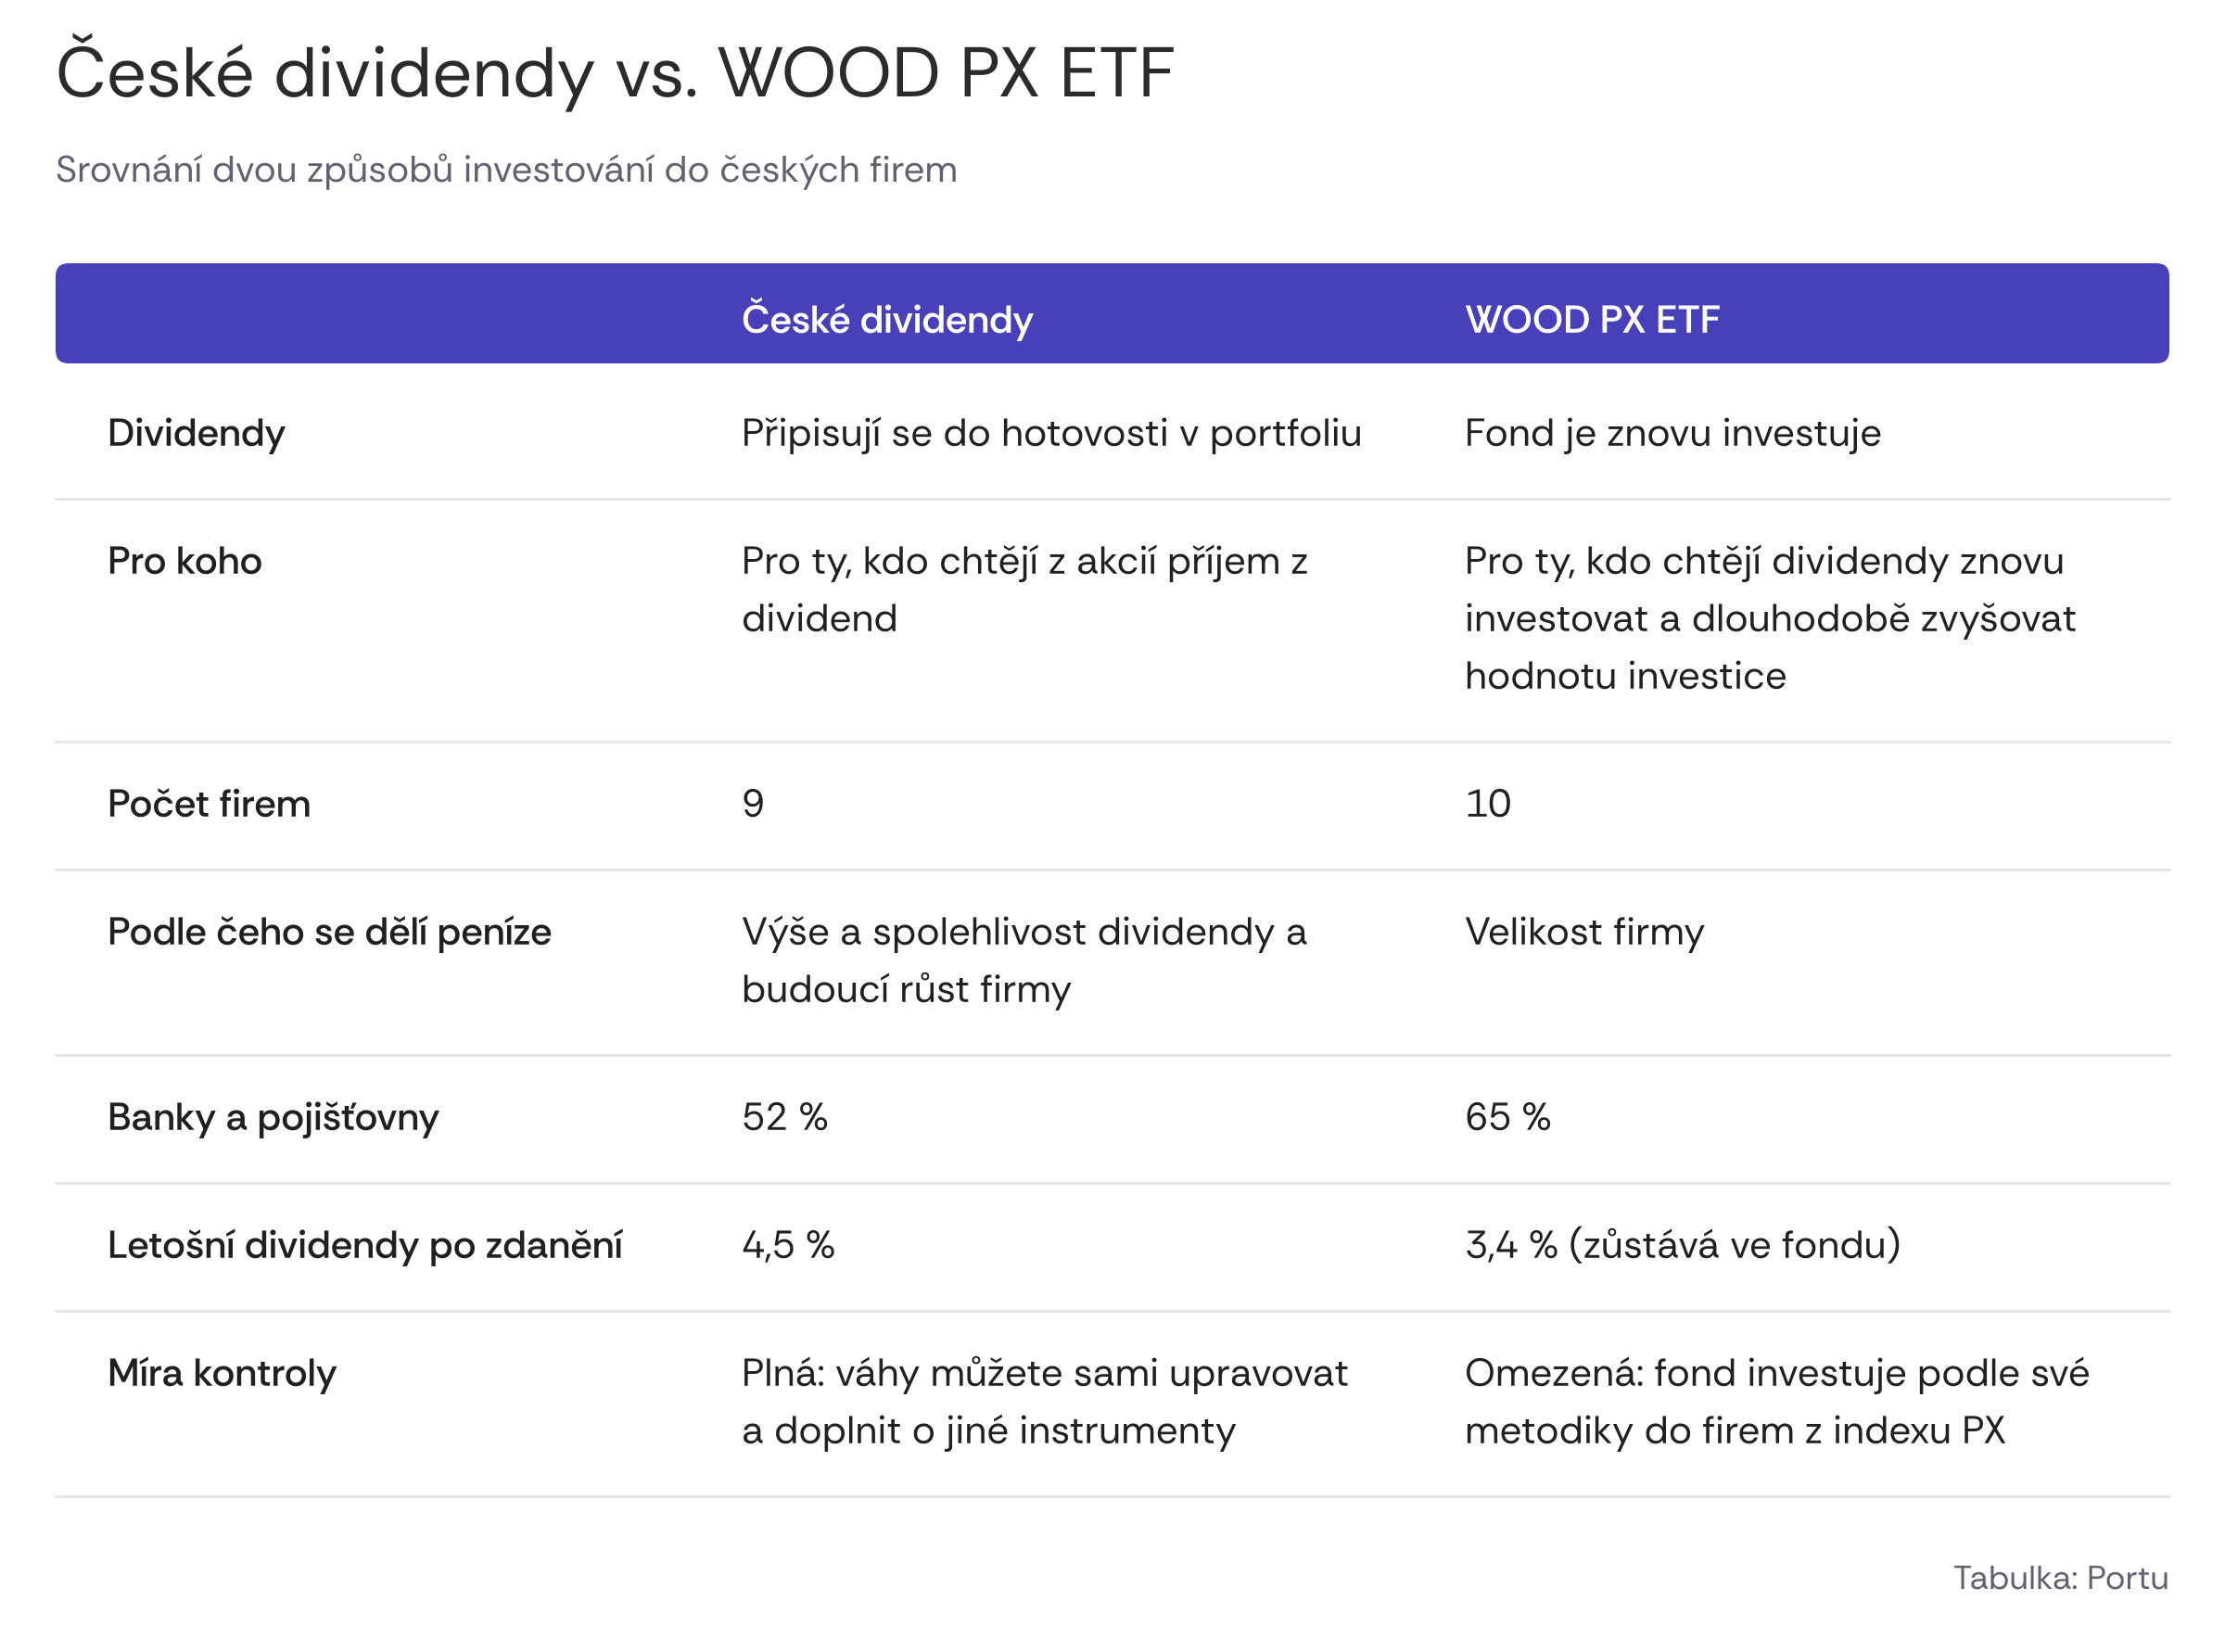 České dividendy vs. WOOD PX ETF
Srovnání dvou způsobů investování do českých firem
České dividendy WOOD PX ETF
Dividendy Připisují se do hotovosti v portfoliu Fond je znovu investuje
Pro koho Pro ty, kdo chtějí z akcií příjem z Pro ty, kdo chtějí dividendy znovu
dividend investovat a dlouhodobě zvyšovat
hodnotu investice
Počet firem 9 10
Podle čeho se dělí peníze Výše a spolehlivost dividendy a Velikost firmy
budoucí růst firmy
Banky a pojišťovny 52 % 65 %
Letošní dividendy po zdanění 4,5 % 3,4 % (zůstává ve fondu)
Míra kontroly Plná: váhy můžete sami upravovat Omezená: fond investuje podle své
a doplnit o jiné instrumenty metodiky do firem z indexu PX
Tabulka: Portu